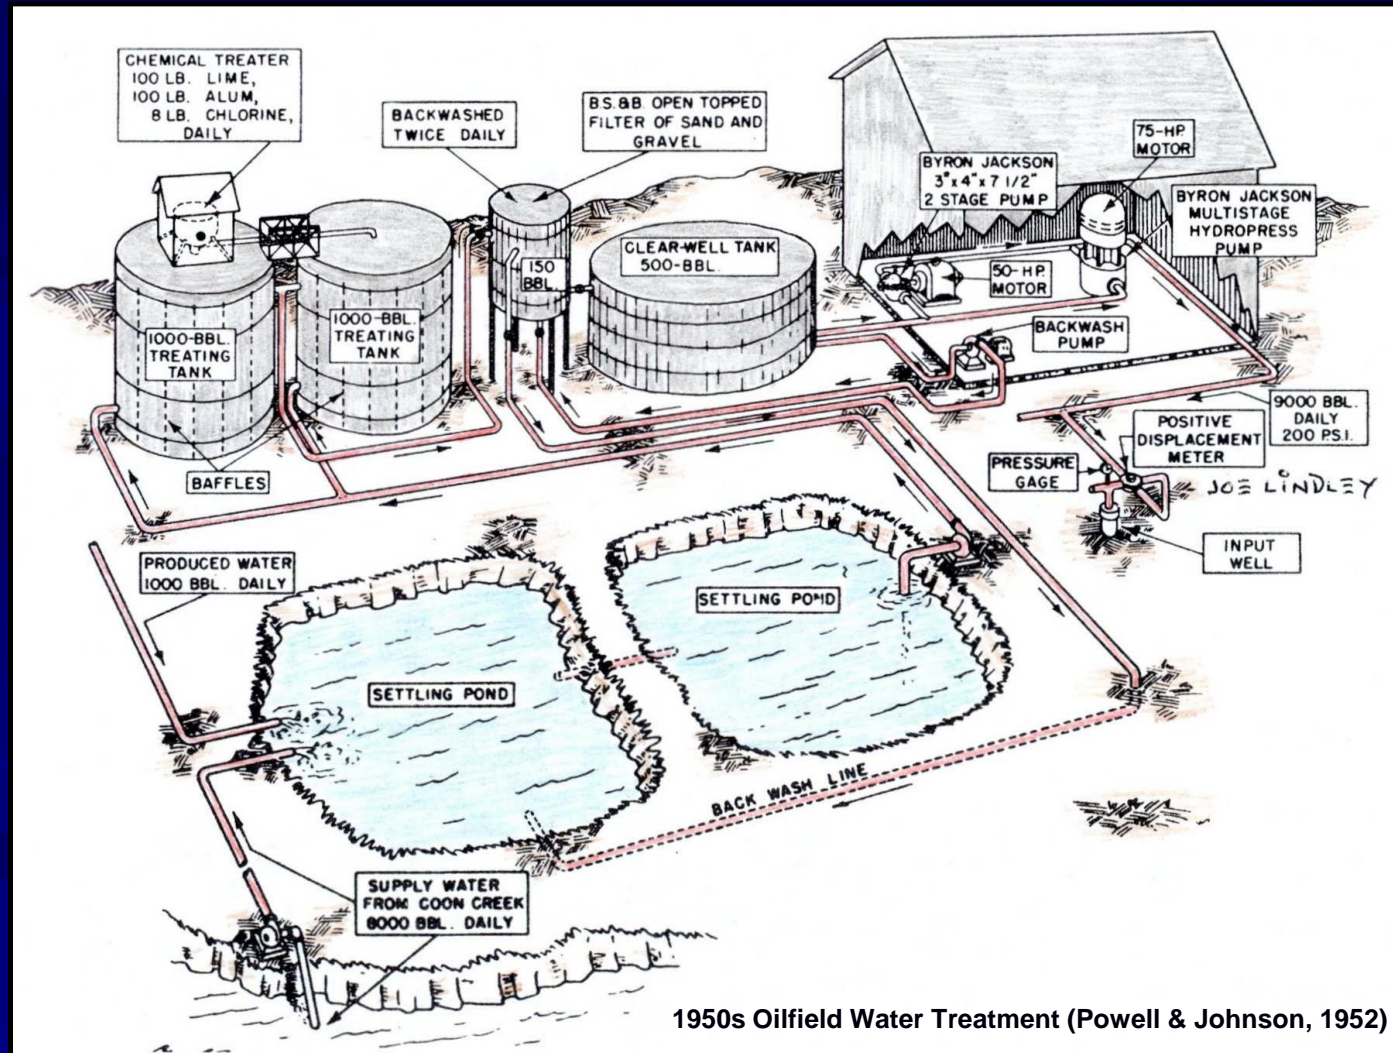 CHEMICAL TREATER
100 LB. LIME,
100 LB. ALUM,
8 LB. CHLORINE,
DAILY
BACKWASHED
TWICE DAILY
B.S.&B. OPEN TOPPED
FILTER OF SAND AND
GRAVEL
75-HP.
MOTOR
BYRON JACKSON
3" x 4" x 7 1/2"
2 STAGE PUMP
BYRON JACKSON
MULTISTAGE
HYDROPRESS
PUMP
CLEAR-WELL TANK
500-BBL.
150
BBL.
50-HP.
MOTOR
1000-BBL.
TREATING
TANK
1000-BBL.
TREATING
TANK
BACKWASH
PUMP
9000 BBL.
DAILY
200 P.S.I.
POSITIVE
DISPLACEMENT
METER
PRESSURE
GAGE
JOE LINDLEY
BAFFLES
INPUT
WELL
PRODUCED WATER
1000 BBL. DAILY
SETTLING POND
SETTLING POND
BACK WASH LINE
SUPPLY WATER
FROM COON CREEK
8000 BBL. DAILY
1950s Oilfield Water Treatment (Powell & Johnson, 1952)